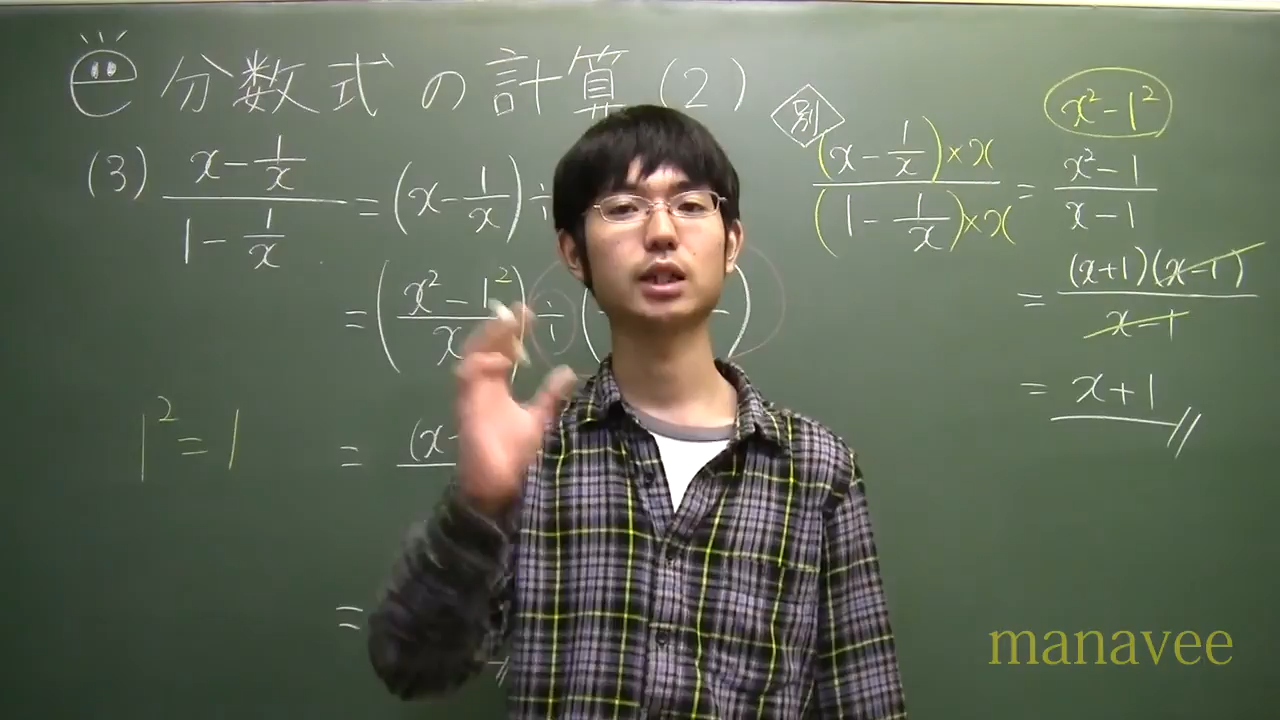 分数式の計算(2)
(3) (x - 1/x)/(1 - 1/x) = (x - 1/x) ÷
= ((x² - 1²)/x) ÷ (
= (x-
=
1² = 1
別
x² - 1²
((x - 1/x) × x)/((1 - 1/x) × x) = (x² - 1)/(x - 1)
= ((x+1)(x-1))/(x-1)
= x+1
manavee